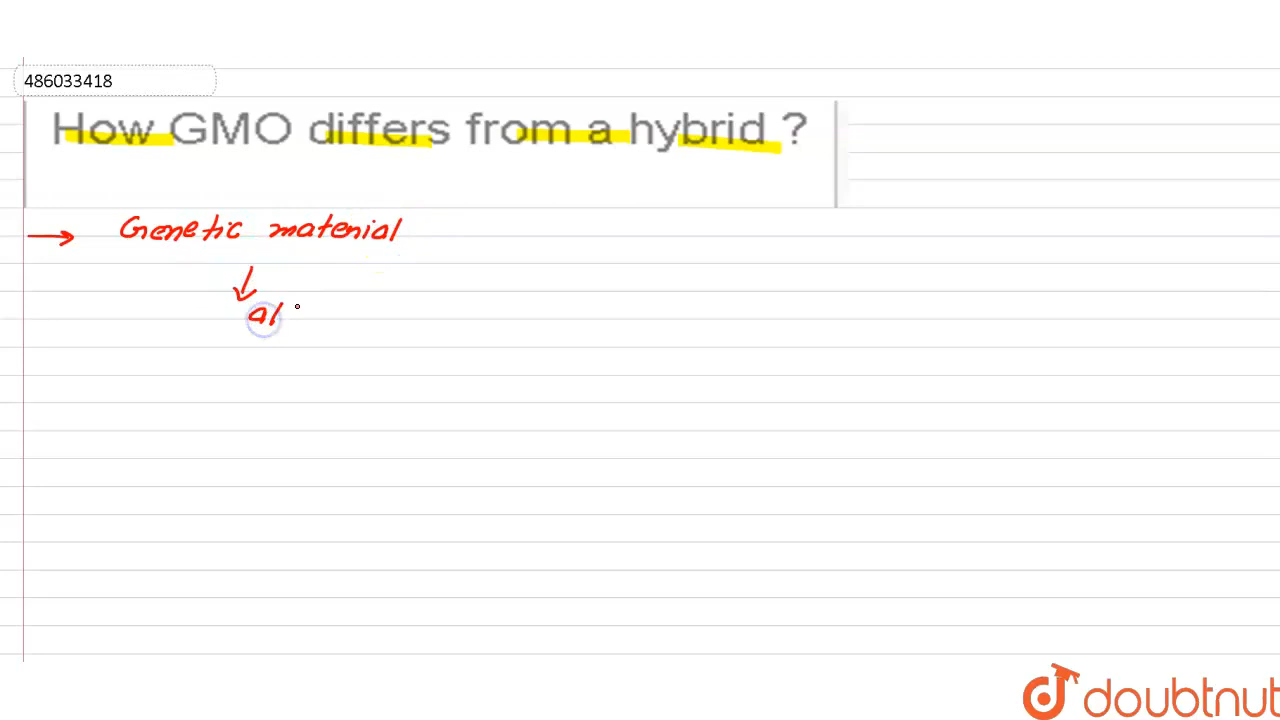 486033418
How GMO differs from a hybrid ?
→ Genetic material
↓
al
doubtnut